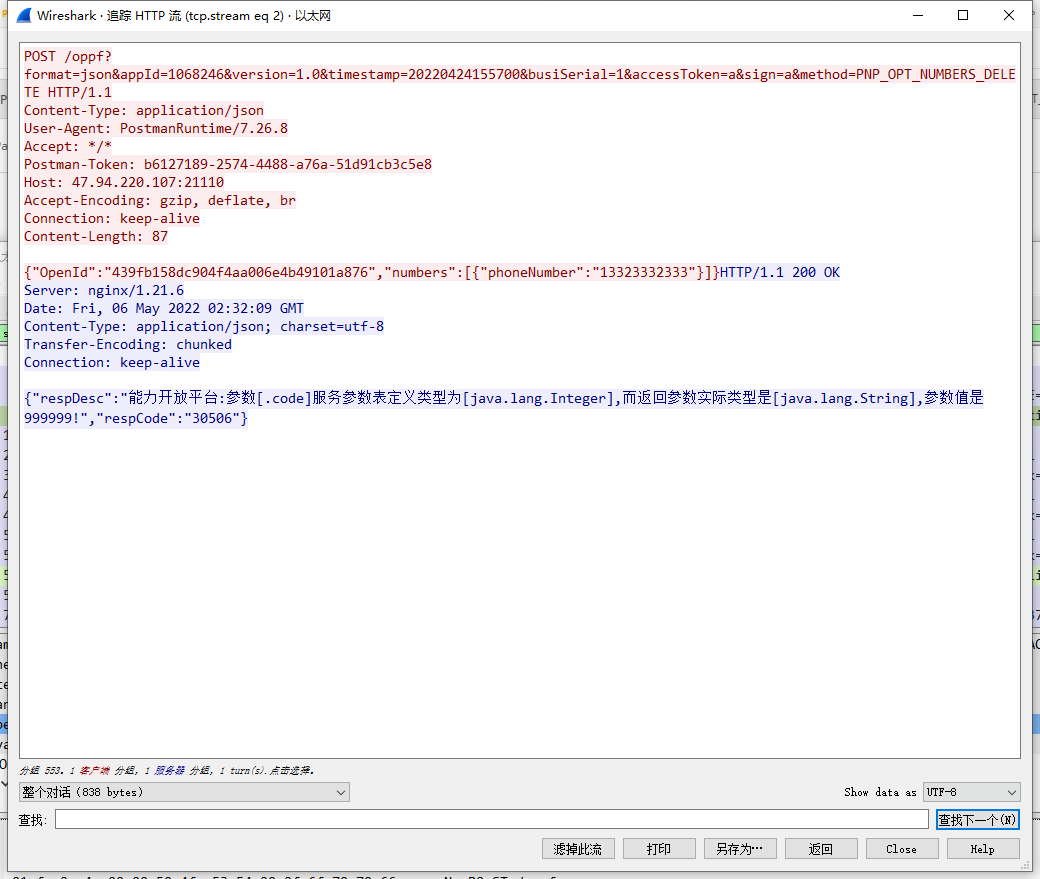 Wireshark · 追踪 HTTP 流 (tcp.stream eq 2) · 以太网
POST /oppf?
format=json&appId=1068246&version=1.0&timestamp=20220424155700&busiSerial=1&accessToken=a&sign=a&method=PNP_OPT_NUMBERS_DELE
TE HTTP/1.1
Content-Type: application/json
User-Agent: PostmanRuntime/7.26.8
Accept: */*
Postman-Token: b6127189-2574-4488-a76a-51d91cb3c5e8
Host: 47.94.220.107:21110
Accept-Encoding: gzip, deflate, br
Connection: keep-alive
Content-Length: 87
{"OpenId":"439fb158dc904f4aa006e4b49101a876","numbers":[{"phoneNumber":"13323332333"}]}HTTP/1.1 200 OK
Server: nginx/1.21.6
Date: Fri, 06 May 2022 02:32:09 GMT
Content-Type: application/json; charset=utf-8
Transfer-Encoding: chunked
Connection: keep-alive
{"respDesc":"能力开放平台:参数[.code]服务参数表定义类型为[java.lang.Integer],而返回参数实际类型是[java.lang.String],参数值是
999999!","respCode":"30506"}
分组 553。1 客户端 分组, 1 服务器 分组, 1 turn(s).点击选择。
整个对话 (838 bytes)
Show data as UTF-8
查找:
查找下一个(N)
滤掉此流 打印 另存为… 返回 Close Help